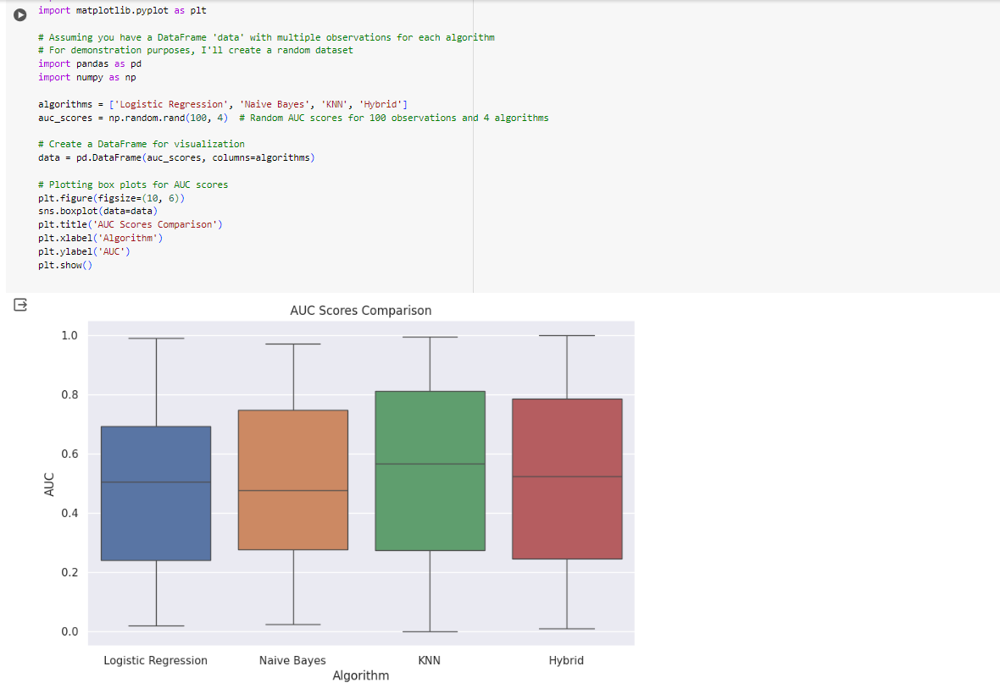 import matplotlib.pyplot as plt
# Assuming you have a DataFrame 'data' with multiple observations for each algorithm
# For demonstration purposes, I'll create a random dataset
import pandas as pd
import numpy as np
algorithms = ['Logistic Regression', 'Naive Bayes', 'KNN', 'Hybrid']
auc_scores = np.random.rand(100, 4)  # Random AUC scores for 100 observations and 4 algorithms
# Create a DataFrame for visualization
data = pd.DataFrame(auc_scores, columns=algorithms)
# Plotting box plots for AUC scores
plt.figure(figsize=(10, 6))
sns.boxplot(data=data)
plt.title('AUC Scores Comparison')
plt.xlabel('Algorithm')
plt.ylabel('AUC')
plt.show()
AUC Scores Comparison
1.0
0.8
0.6
AUC
0.4
0.2
0.0
Logistic Regression Naive Bayes KNN Hybrid
Algorithm